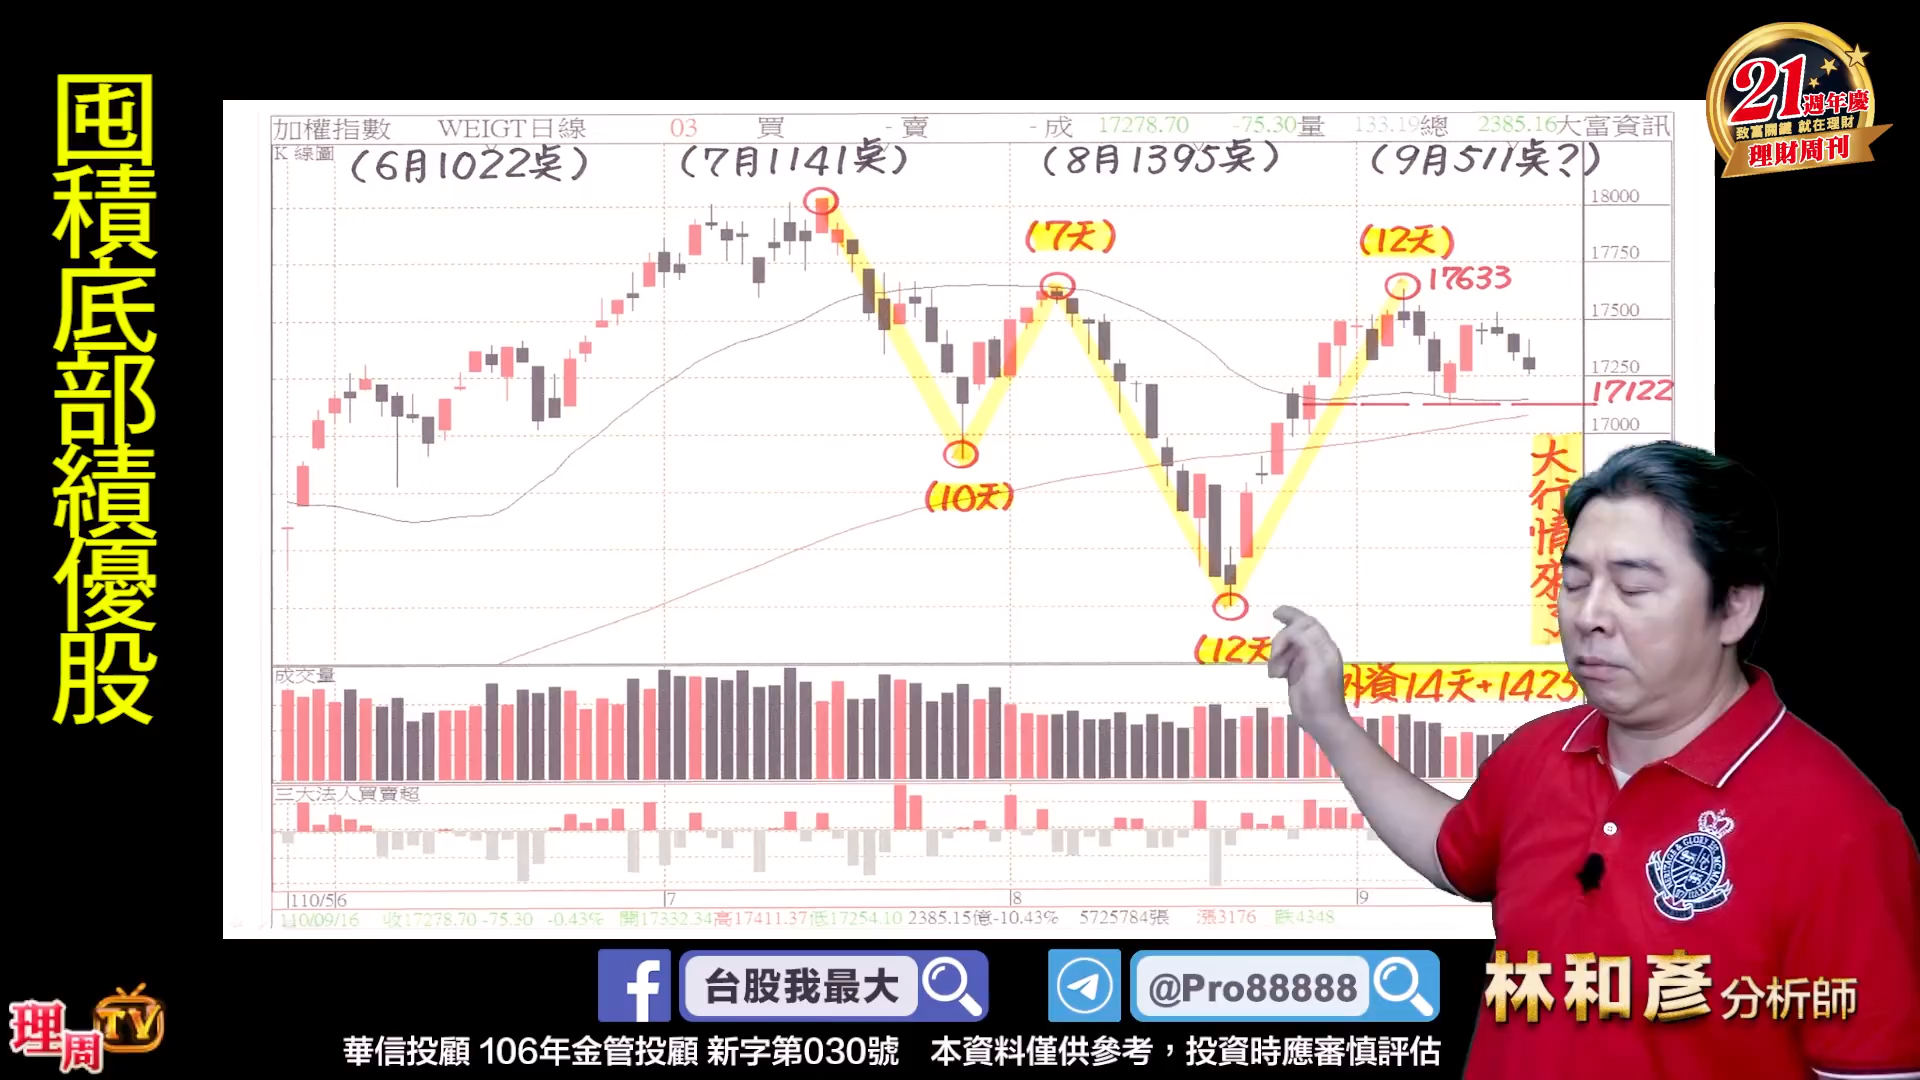 囤積底部績優股
21週年慶
致富關鍵 就在理財
理財周刊
加權指數 WEIGT日線 03 買 - 賣 - 成 17278.70 -75.30量 133.19總 2385.16大富資訊
K 線圖
(6月1022点) (7月1141点) (8月1395点) (9月511点?)
18000
(7天) (12天)
17750
17633
17500
17250
17122
17000
(10天)
大行情來
(12天
外資14天+1425
成交量
三大法人買賣超
110/5 6 7 8 9
110/09/16 收17278.70 -75.30 -0.43% 開17332.34高17411.37低17254.10 2385.15億-10.43% 5725784張 漲3176 跌4348
台股我最大
@Pro88888
林和彥 分析師
理周TV
華信投顧 106年金管投顧 新字第030號 本資料僅供參考，投資時應審慎評估